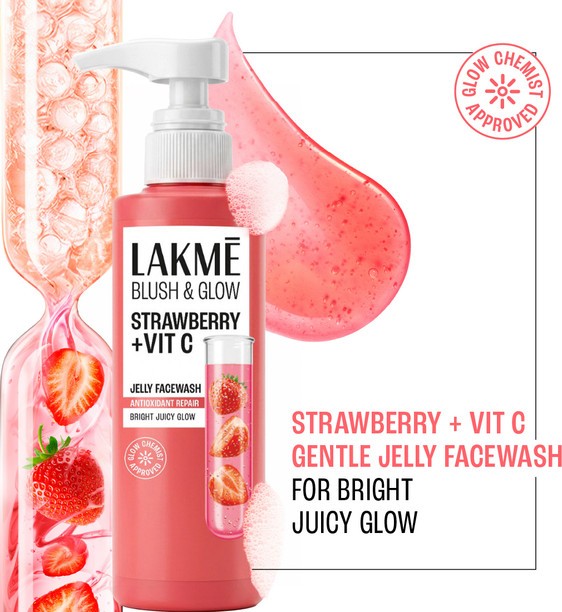 GLOW CHEMIST
APPROVED
LAKMĒ
BLUSH & GLOW
STRAWBERRY
+VIT C
JELLY FACEWASH
ANTIOXIDANT REPAIR
BRIGHT JUICY GLOW
GLOW CHEMIST
APPROVED
STRAWBERRY + VIT C
GENTLE JELLY FACEWASH
FOR BRIGHT
JUICY GLOW